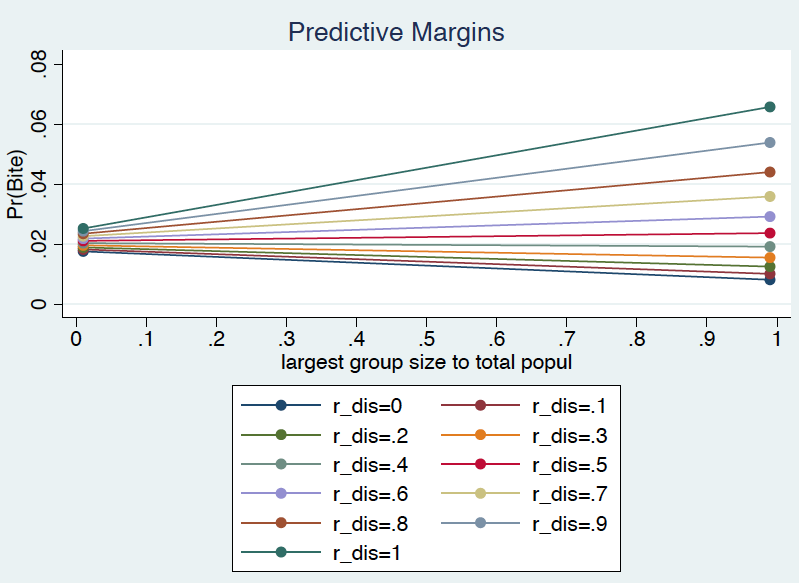 Predictive Margins
.08
.06
.04
.02
0
Pr(Bite)
0 .1 .2 .3 .4 .5 .6 .7 .8 .9 1
largest group size to total popul
r_dis=0 r_dis=.1
r_dis=.2 r_dis=.3
r_dis=.4 r_dis=.5
r_dis=.6 r_dis=.7
r_dis=.8 r_dis=.9
r_dis=1